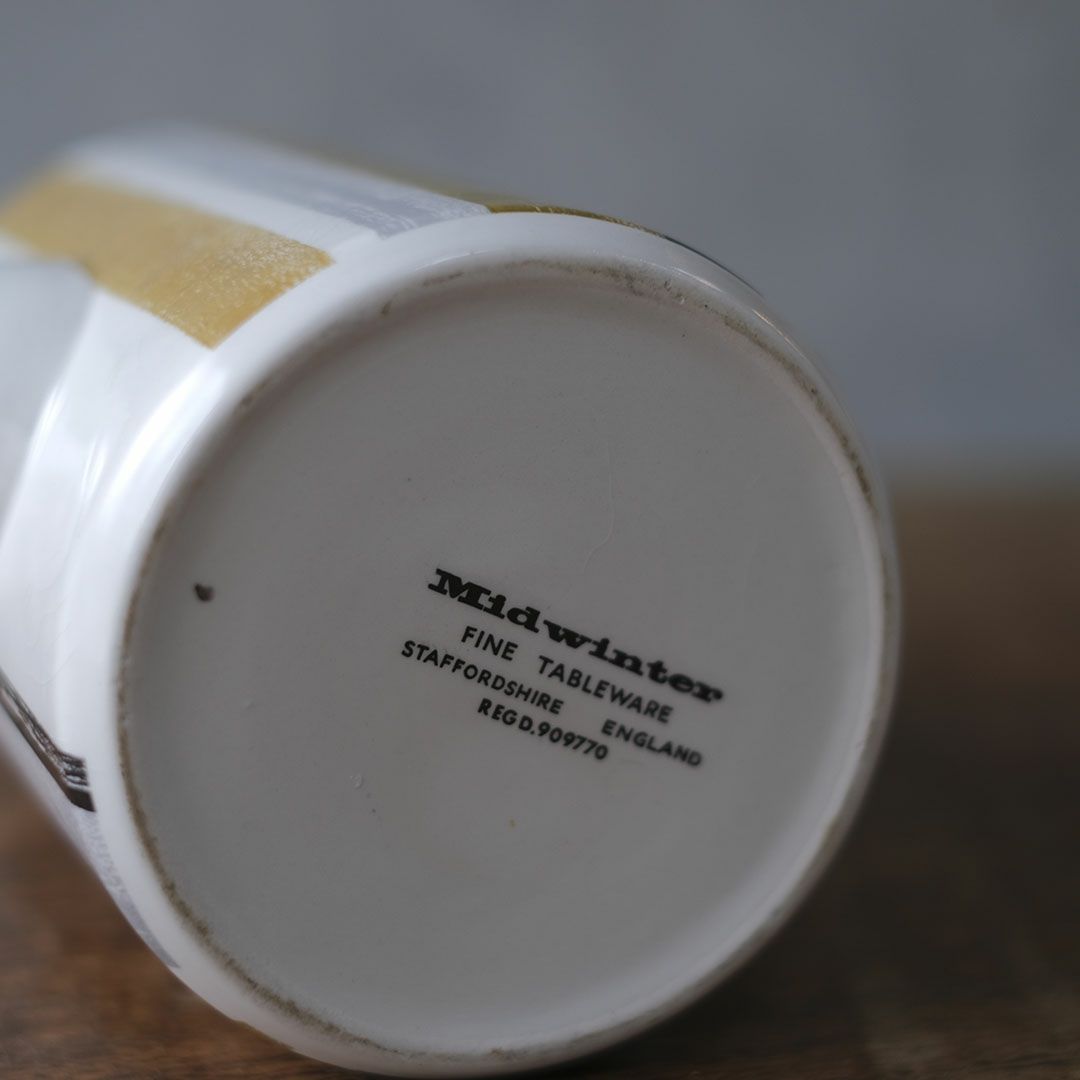 Midwinter
FINE TABLEWARE
STAFFORDSHIRE ENGLAND
REGD.909770